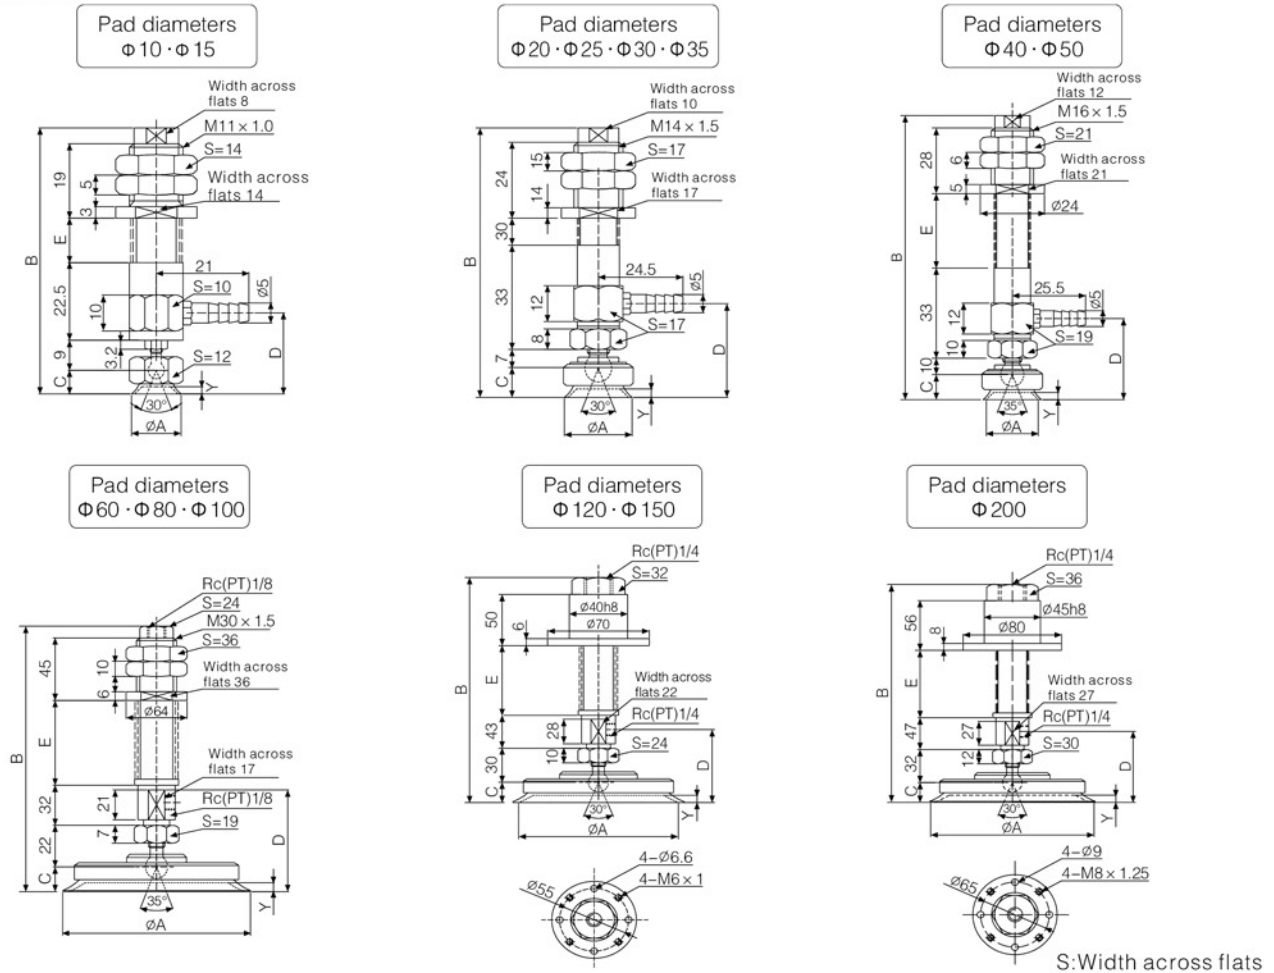 Pad diameters
Φ10・Φ15
Width across
flats 8
M11 × 1.0
S=14
Width across
flats 14
19
5
3
E
B
21
S=10
Ø5
22.5
10
9
3.2
S=12
D
C
Y
30°
ØA
Pad diameters
Φ20・Φ25・Φ30・Φ35
Width across
flats 10
M14 × 1.5
S=17
Width across
flats 17
15
24
14
30
B
24.5
Ø5
33
12
S=17
8
7
D
C
30°
Y
ØA
Pad diameters
Φ40・Φ50
Width across
flats 12
M16 × 1.5
S=21
Width across
flats 21
28
6
5
Ø24
E
B
25.5
Ø5
33
12
S=19
10
10
D
C
35°
Y
ØA
Pad diameters
Φ60・Φ80・Φ100
Rc(PT)1/8
S=24
M30 × 1.5
S=36
Width across
flats 36
45
10
6
Ø64
E
B
Width across
flats 17
Rc(PT)1/8
S=19
32
21
7
22
D
C
35°
Y
ØA
Pad diameters
Φ120・Φ150
Rc(PT)1/4
S=32
Ø40h8
Ø70
50
6
E
B
Width across
flats 22
Rc(PT)1/4
S=24
43
28
10
30
D
C
30°
Y
ØA
4–Ø6.6
4–M6 × 1
Ø55
Pad diameters
Φ200
Rc(PT)1/4
S=36
Ø45h8
Ø80
56
8
E
B
Width across
flats 27
Rc(PT)1/4
S=30
47
27
12
32
D
C
30°
Y
ØA
4–Ø9
4–M8 × 1.25
Ø65
S:Width across flats